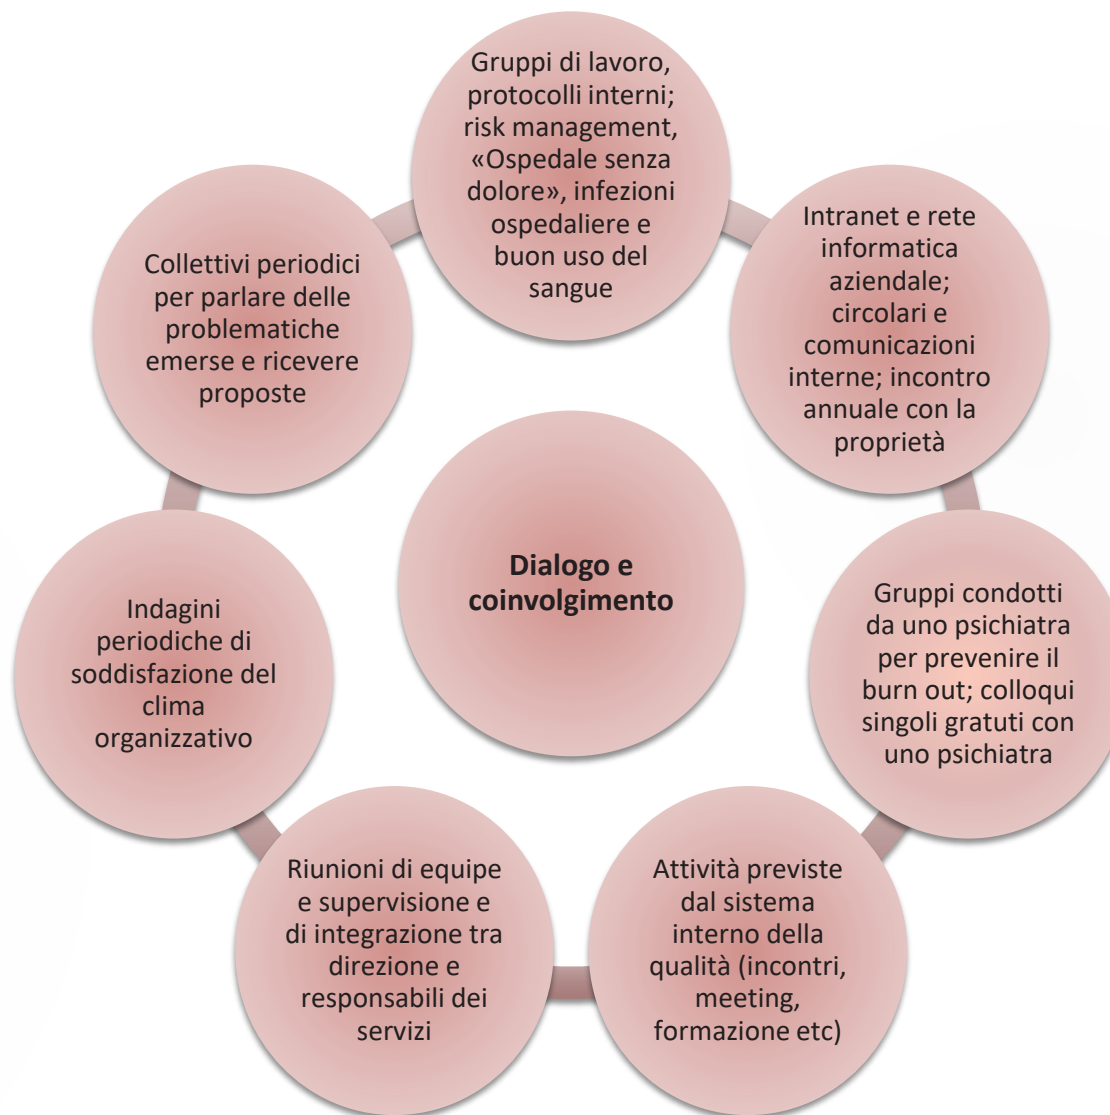 Gruppi di lavoro,
protocolli interni;
risk management,
«Ospedale senza
dolore», infezioni
ospedaliere e
buon uso del
sangue
Intranet e rete
informatica
aziendale;
circolari e
comunicazioni
interne; incontro
annuale con la
proprietà
Gruppi condotti
da uno psichiatra
per prevenire il
burn out; colloqui
singoli gratuti con
uno psichiatra
Attività previste
dal sistema
interno della
qualità (incontri,
meeting,
formazione etc)
Riunioni di equipe
e supervisione e
di integrazione tra
direzione e
responsabili dei
servizi
Indagini
periodiche di
soddisfazione del
clima
organizzativo
Collettivi periodici
per parlare delle
problematiche
emerse e ricevere
proposte
Dialogo e
coinvolgimento